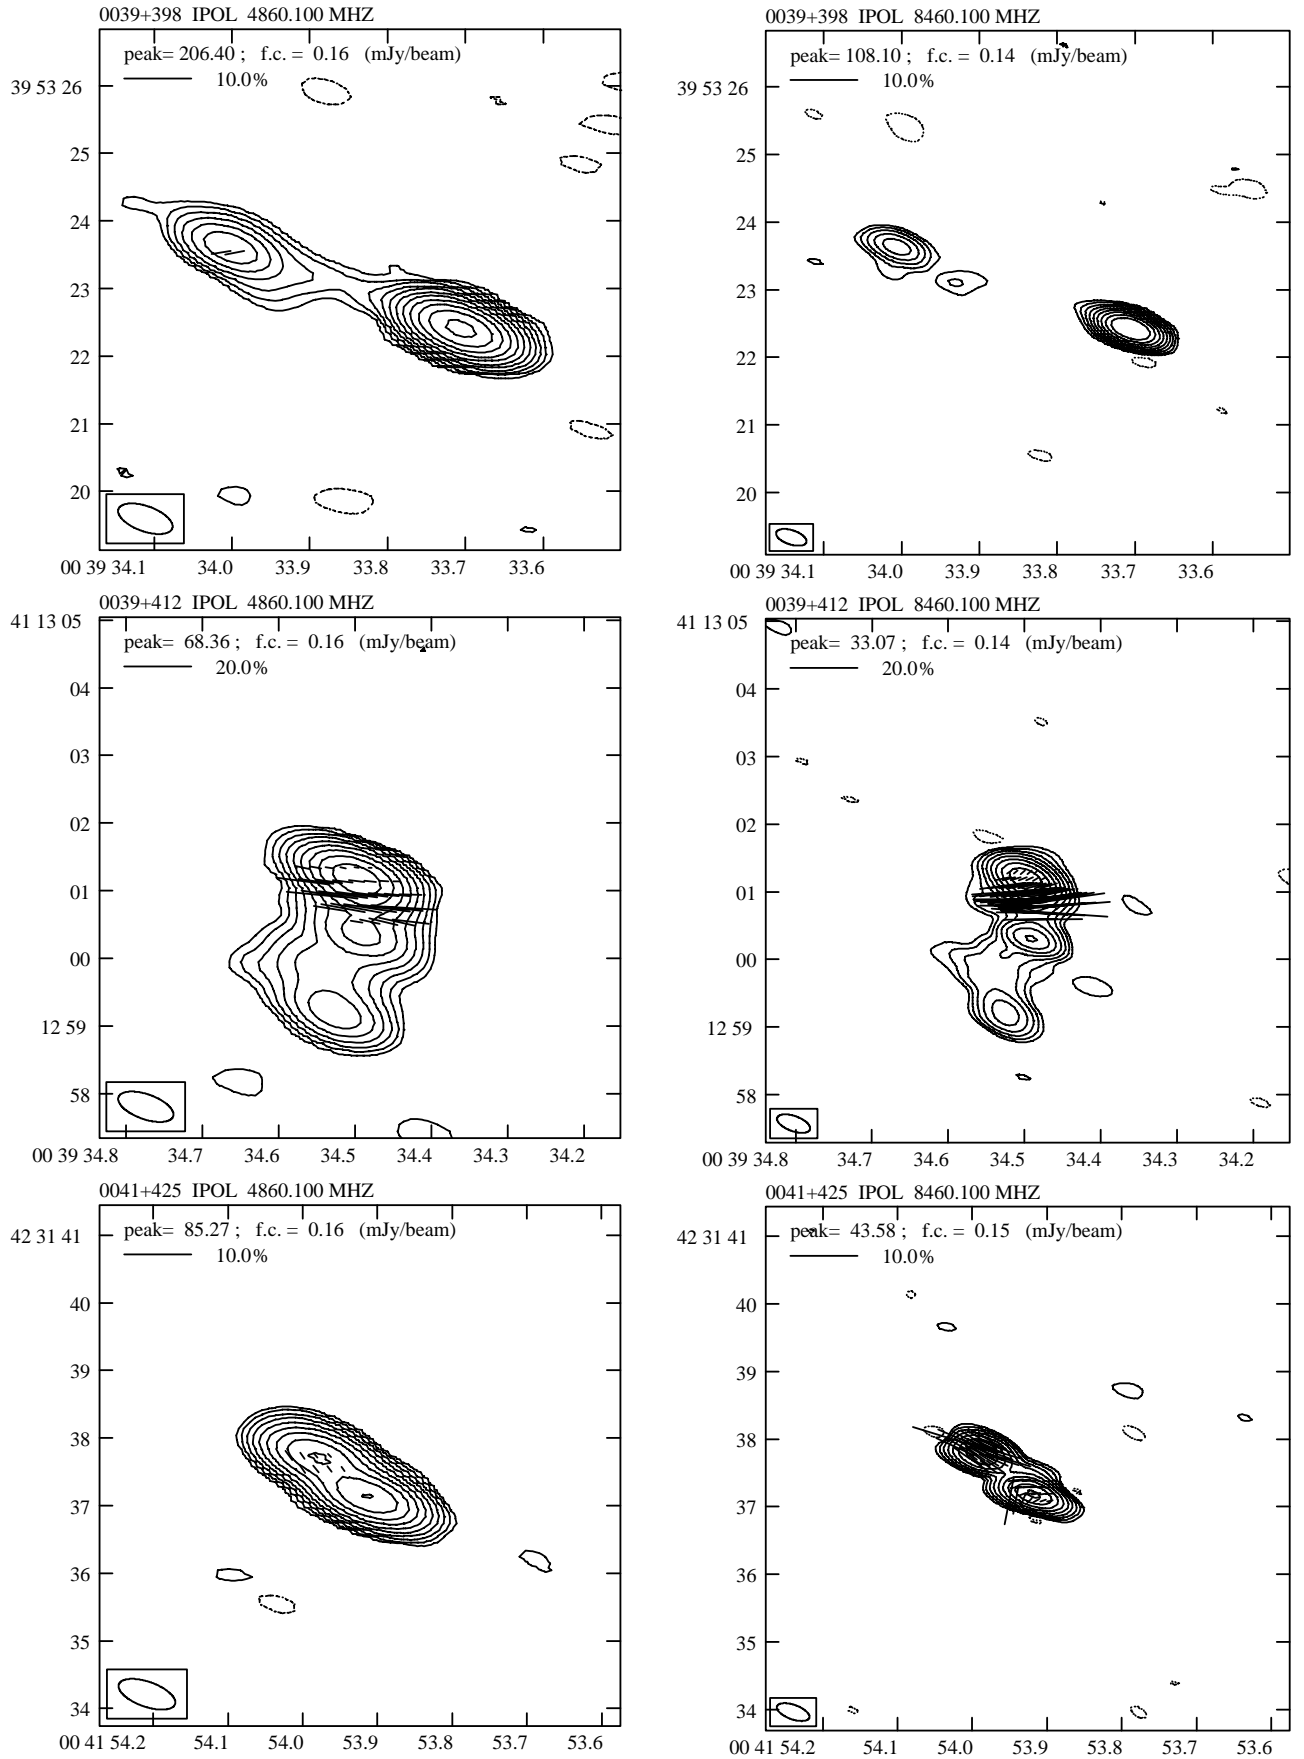 0039+398 IPOL 4860.100 MHZ
peak= 206.40 ; f.c. = 0.16 (mJy/beam)
10.0%
39 53 26
25
24
23
22
21
20
00 39 34.1 34.0 33.9 33.8 33.7 33.6
0039+398 IPOL 8460.100 MHZ
peak= 108.10 ; f.c. = 0.14 (mJy/beam)
10.0%
39 53 26
25
24
23
22
21
20
00 39 34.1 34.0 33.9 33.8 33.7 33.6
0039+412 IPOL 4860.100 MHZ
peak= 68.36 ; f.c. = 0.16 (mJy/beam)
20.0%
41 13 05
04
03
02
01
00
12 59
58
00 39 34.8 34.7 34.6 34.5 34.4 34.3 34.2
0039+412 IPOL 8460.100 MHZ
peak= 33.07 ; f.c. = 0.14 (mJy/beam)
20.0%
41 13 05
04
03
02
01
00
12 59
58
00 39 34.8 34.7 34.6 34.5 34.4 34.3 34.2
0041+425 IPOL 4860.100 MHZ
peak= 85.27 ; f.c. = 0.16 (mJy/beam)
10.0%
42 31 41
40
39
38
37
36
35
34
00 41 54.2 54.1 54.0 53.9 53.8 53.7 53.6
0041+425 IPOL 8460.100 MHZ
peak= 43.58 ; f.c. = 0.15 (mJy/beam)
10.0%
42 31 41
40
39
38
37
36
35
34
00 41 54.2 54.1 54.0 53.9 53.8 53.7 53.6